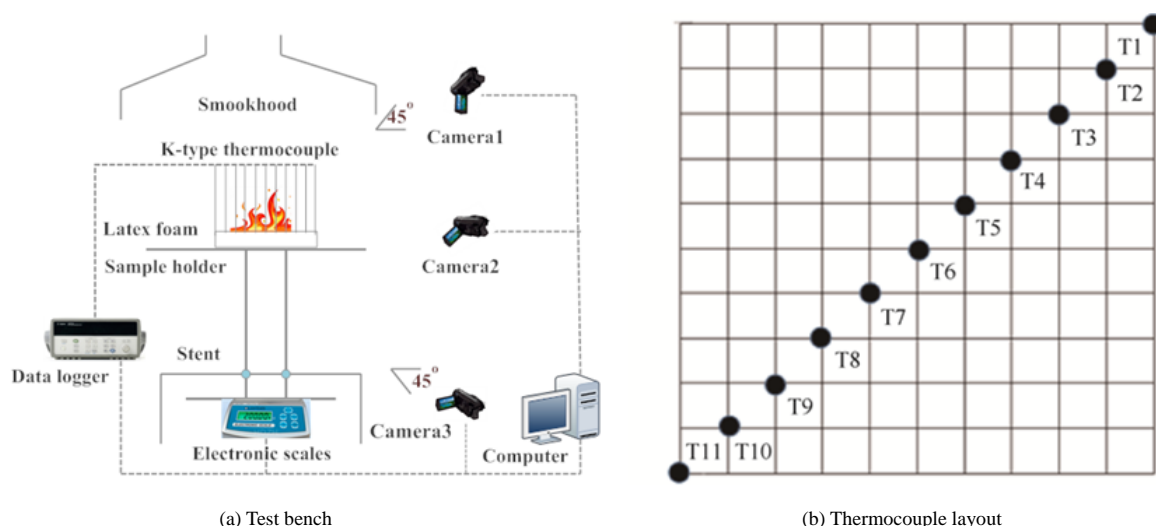 Smookhood
45°
Camera1
K-type thermocouple
Latex foam
Camera2
Sample holder
Stent
Data logger
45°
Camera3
Electronic scales
Computer
(a) Test bench
T1
T2
T3
T4
T5
T6
T7
T8
T9
T10
T11
(b) Thermocouple layout